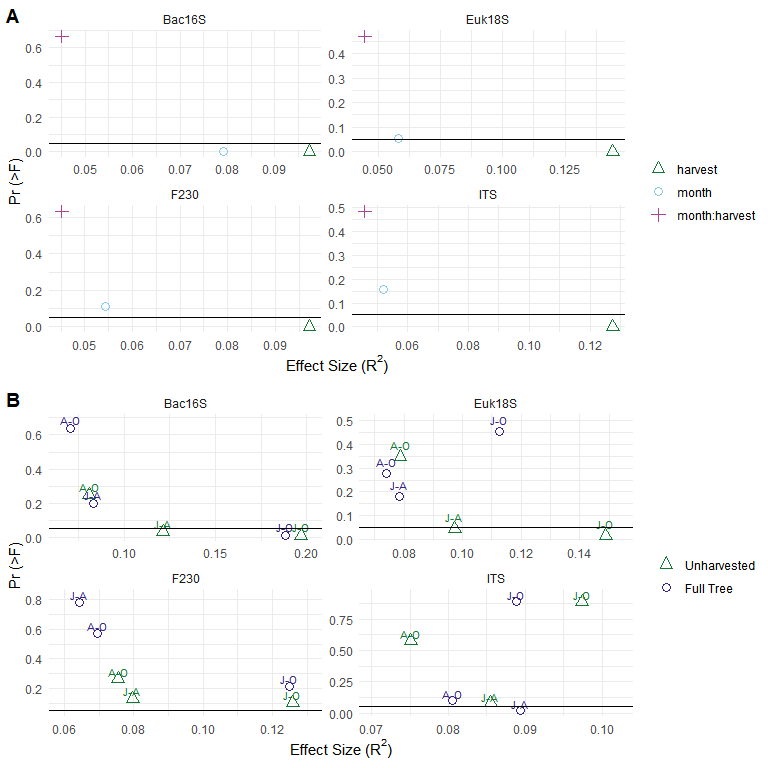 A
Bac16S
Euk18S
0.6
0.4
0.2
0.0
0.4
0.3
0.2
0.1
0.0
0.05
0.06
0.07
0.08
0.09
0.050
0.075
0.100
0.125
harvest
month
month:harvest
Pr (>F)
F230
ITS
0.6
0.4
0.2
0.0
0.5
0.4
0.3
0.2
0.1
0.0
0.05
0.06
0.07
0.08
0.09
0.06
0.08
0.10
0.12
Effect Size (R²)
B
Bac16S
Euk18S
0.6
0.4
0.2
0.0
A-O
A-O
J-A
J-A
J-O
J-O
0.5
0.4
0.3
0.2
0.1
0.0
J-O
A-O
A-O
J-A
J-A
J-O
0.10
0.15
0.20
0.08
0.10
0.12
0.14
Unharvested
Full Tree
Pr (>F)
F230
ITS
0.8
0.6
0.4
0.2
J-A
A-O
A-O
J-A
J-O
J-O
0.75
0.50
0.25
0.00
J-O
J-O
A-O
A-O
J-A
J-A
0.06
0.08
0.10
0.12
0.07
0.08
0.09
0.10
Effect Size (R²)